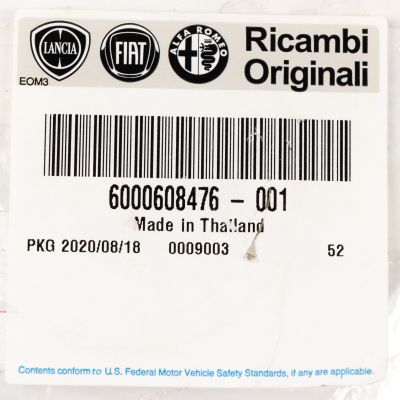 LANCIA FIAT ALFA ROMEO Ricambi
Originali
EOM3
6000608476 - 001
Made in Thailand
PKG 2020/08/18 0009003 52
Contents conform to U.S. Federal Motor Vehicle Safety Standards, if any are applicable.